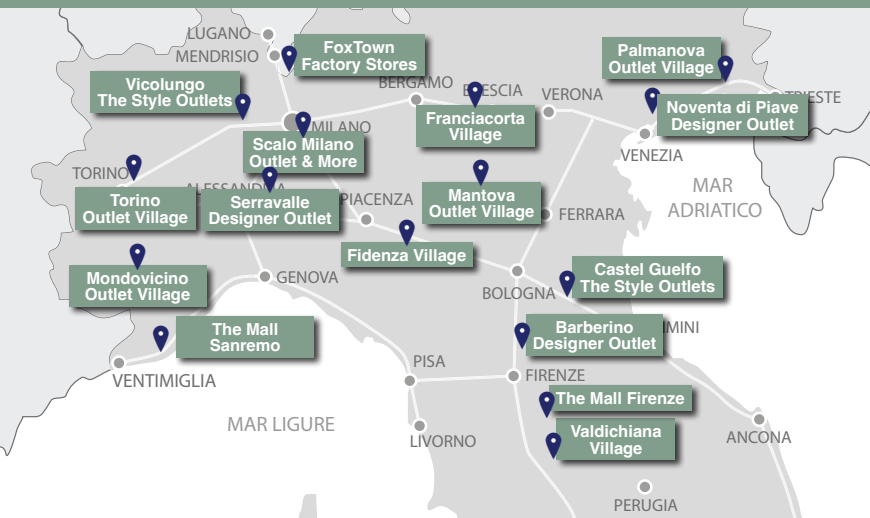 LUGANO
MENDRISIO
FoxTown
Factory Stores
Palmanova
Outlet Village
Vicolungo
The Style Outlets
BERGAMO
BRESCIA
VERONA
TRIESTE
Noventa di Piave
Designer Outlet
Franciacorta
Village
MILANO
Scalo Milano
Outlet & More
VENEZIA
TORINO
ALESSANDRIA
MAR
ADRIATICO
Torino
Outlet Village
Serravalle
Designer Outlet
PIACENZA
Mantova
Outlet Village
FERRARA
Fidenza Village
Mondovicino
Outlet Village
GENOVA
BOLOGNA
Castel Guelfo
The Style Outlets
The Mall
Sanremo
Barberino
Designer Outlet
IMINI
VENTIMIGLIA
PISA
FIRENZE
The Mall Firenze
MAR LIGURE
LIVORNO
Valdichiana
Village
ANCONA
PERUGIA